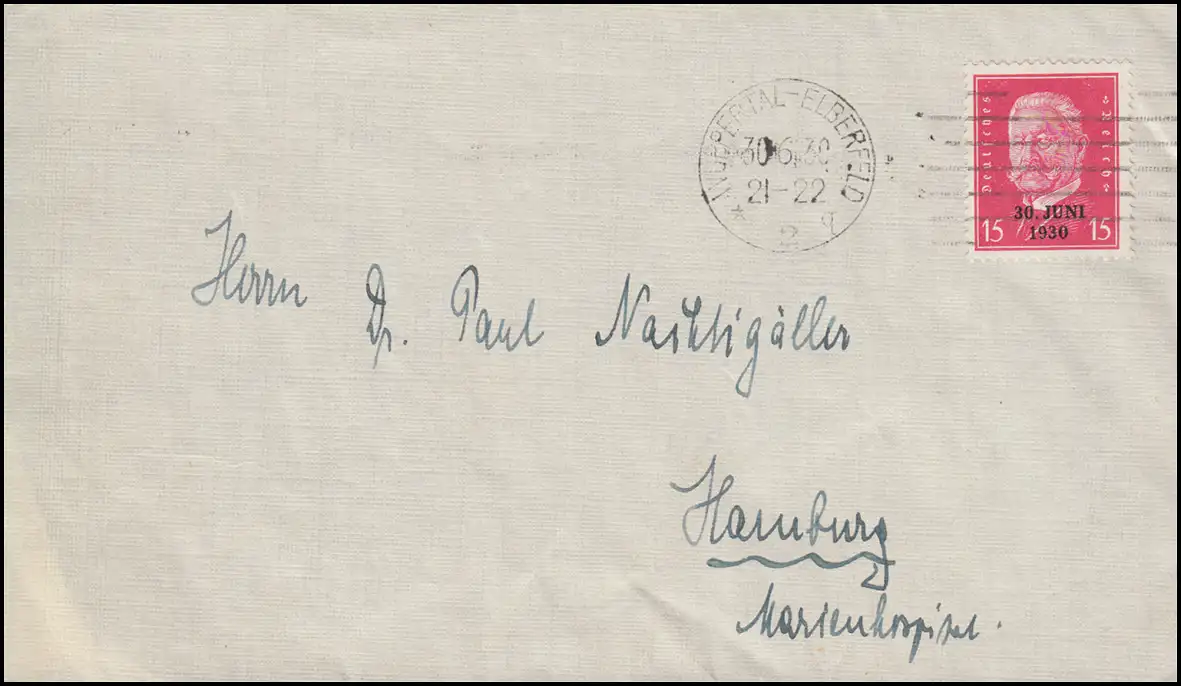 WUPPERTAL-ELBERFELD
30.6.30
21-22
* 2
Deutsches Reich
30. JUNI
1930
15 15
Herrn
Dr. Paul Nachtigäller
Hamburg
Marienhospital.